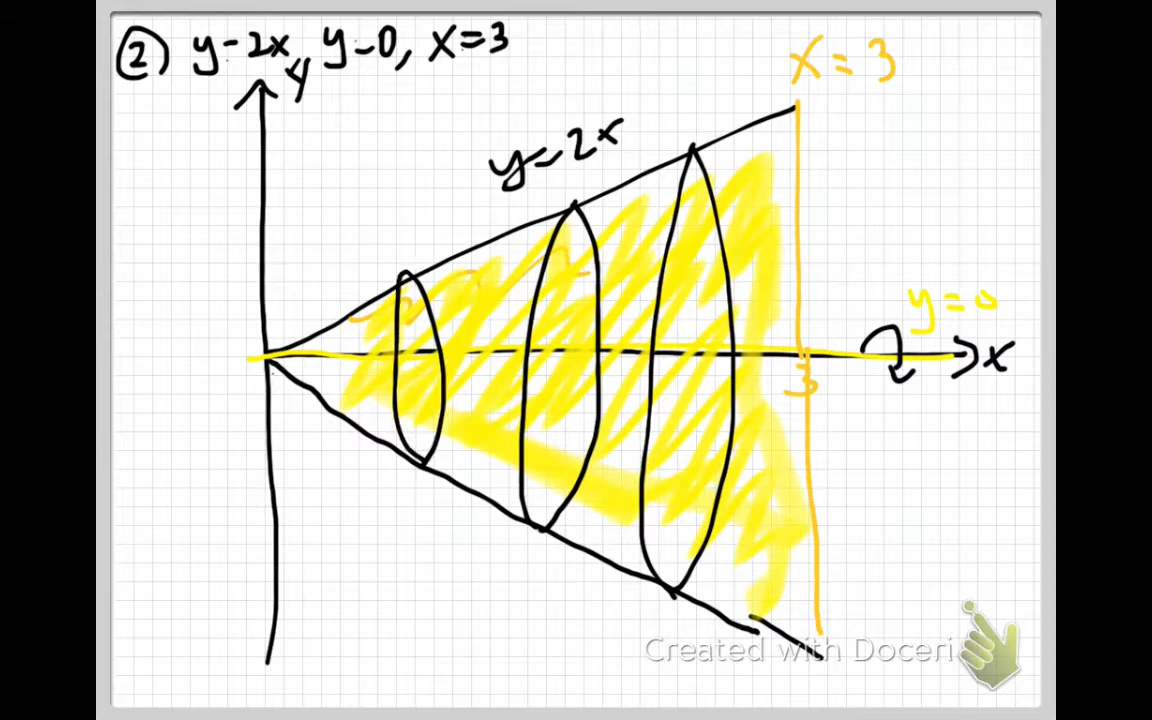 ② y-2x, y-0, x=3
y
x=3
y=2x
y=0
x
3
Created with Doceri